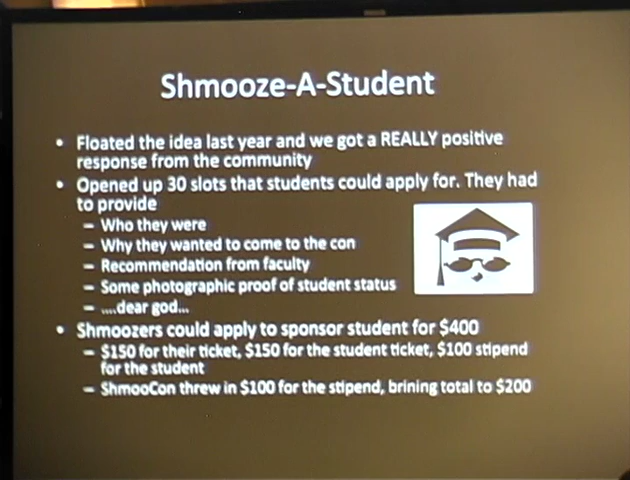 Shmooze-A-Student
• Floated the idea last year and we got a REALLY positive
response from the community
• Opened up 30 slots that students could apply for. They had
to provide
– Who they were
– Why they wanted to come to the con
– Recommendation from faculty
– Some photographic proof of student status
– ....dear god...
• Shmoozers could apply to sponsor student for $400
– $150 for their ticket, $150 for the student ticket, $100 stipend
for the student
– ShmooCon threw in $100 for the stipend, brining total to $200